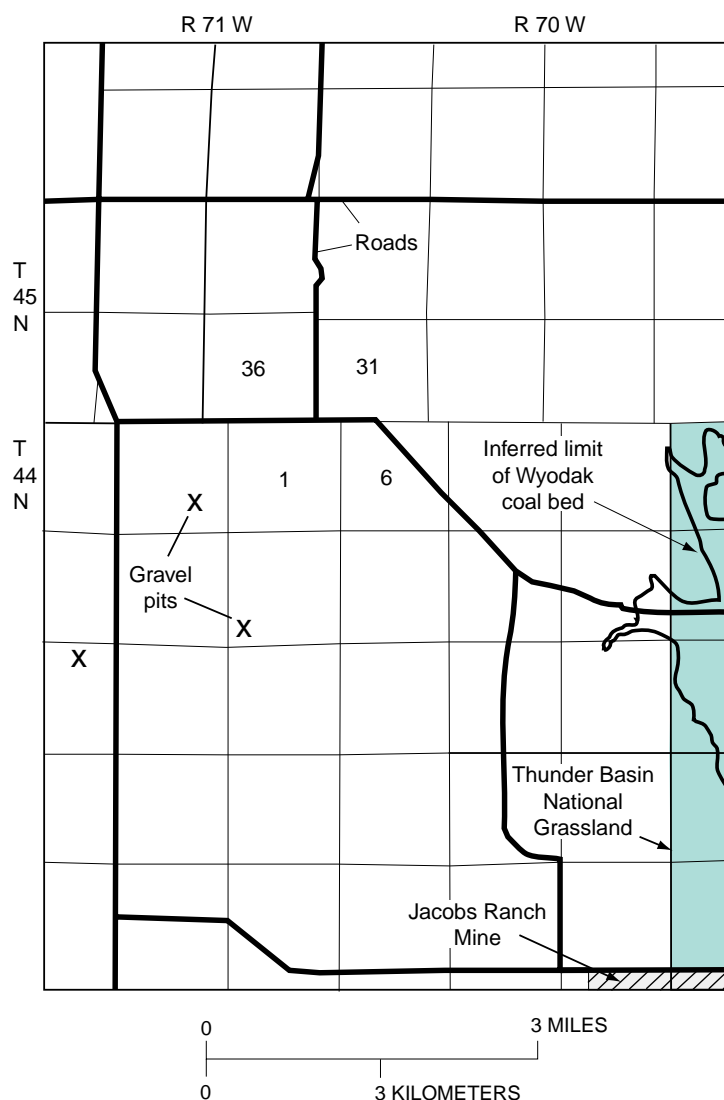 R 71 W
R 70 W
Roads
T
45
N
36
31
T
44
N
1
6
Inferred limit
of Wyodak
coal bed
X
Gravel
pits
X
X
Thunder Basin
National
Grassland
Jacobs Ranch
Mine
0
3 MILES
0
3 KILOMETERS